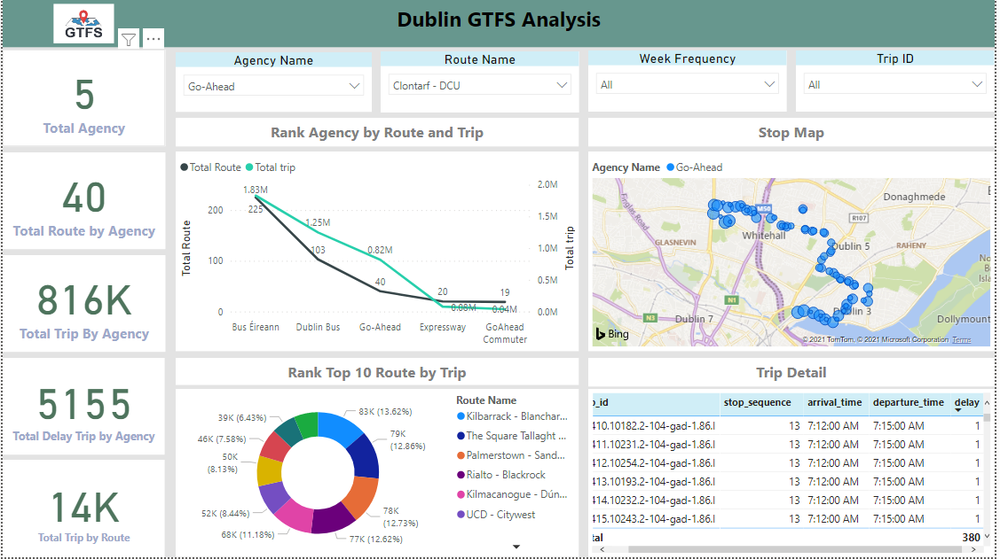 GTFS
Dublin GTFS Analysis
5
Total Agency
40
Total Route by Agency
816K
Total Trip By Agency
5155
Total Delay Trip by Agency
14K
Total Trip by Route
Agency Name
Go-Ahead
Route Name
Clontarf - DCU
Week Frequency
All
Trip ID
All
Rank Agency by Route and Trip
Total Route Total trip
Total Route
200
100
0
1.83M
225
1.25M
103
0.82M
40
20
0.08M
19
0.04M
2.0M
1.5M
1.0M
0.5M
0.0M
Total trip
Bus Éireann Dublin Bus Go-Ahead Expressway GoAhead
Commuter
Stop Map
Agency Name Go-Ahead
Finglas Road
M50
Donaghmede
R107
GLASNEVIN
Whitehall
Dublin 5
RAHENY
N1
N3
Dublin 7
Dollymount
Bing
© 2021 TomTom, © 2021 Microsoft Corporation Terms
Rank Top 10 Route by Trip
83K (13.62%)
79K
(12.86%)
78K
(12.73%)
77K (12.62%)
68K (11.18%)
52K (8.44%)
50K
(8.13%)
46K (7.58%)
39K (6.43%)
Route Name
Kilbarrack - Blanchar...
The Square Tallaght ...
Palmerstown - Sand...
Rialto - Blackrock
Kilmacanogue - Dún...
UCD - Citywest
Trip Detail
p_id stop_sequence arrival_time departure_time delay
410.10182.2-104-gad-1.86.I 13 7:12:00 AM 7:15:00 AM 1
411.10231.2-104-gad-1.86.I 13 7:12:00 AM 7:15:00 AM 1
412.10254.2-104-gad-1.86.I 13 7:12:00 AM 7:15:00 AM 1
413.10193.2-104-gad-1.86.I 13 7:12:00 AM 7:15:00 AM 1
414.10232.2-104-gad-1.86.I 13 7:12:00 AM 7:15:00 AM 1
415.10243.2-104-gad-1.86.I 13 7:12:00 AM 7:15:00 AM 1
tal 380